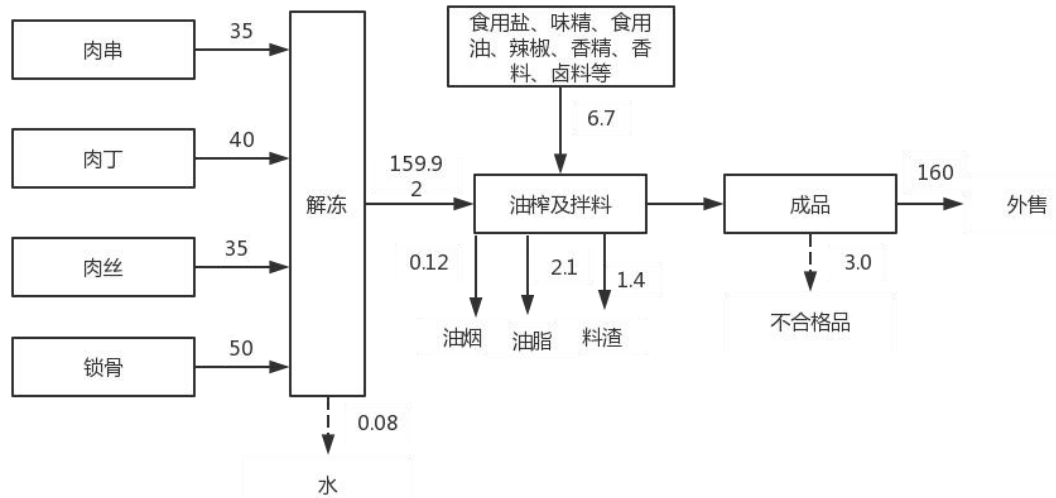 肉串
35
肉丁
40
肉丝
35
锁骨
50
解冻
0.08
水
159.9
2
食用盐、味精、食用
油、辣椒、香精、香
料、卤料等
6.7
油榨及拌料
0.12
油烟
2.1
油脂
1.4
料渣
成品
3.0
不合格品
160
外售